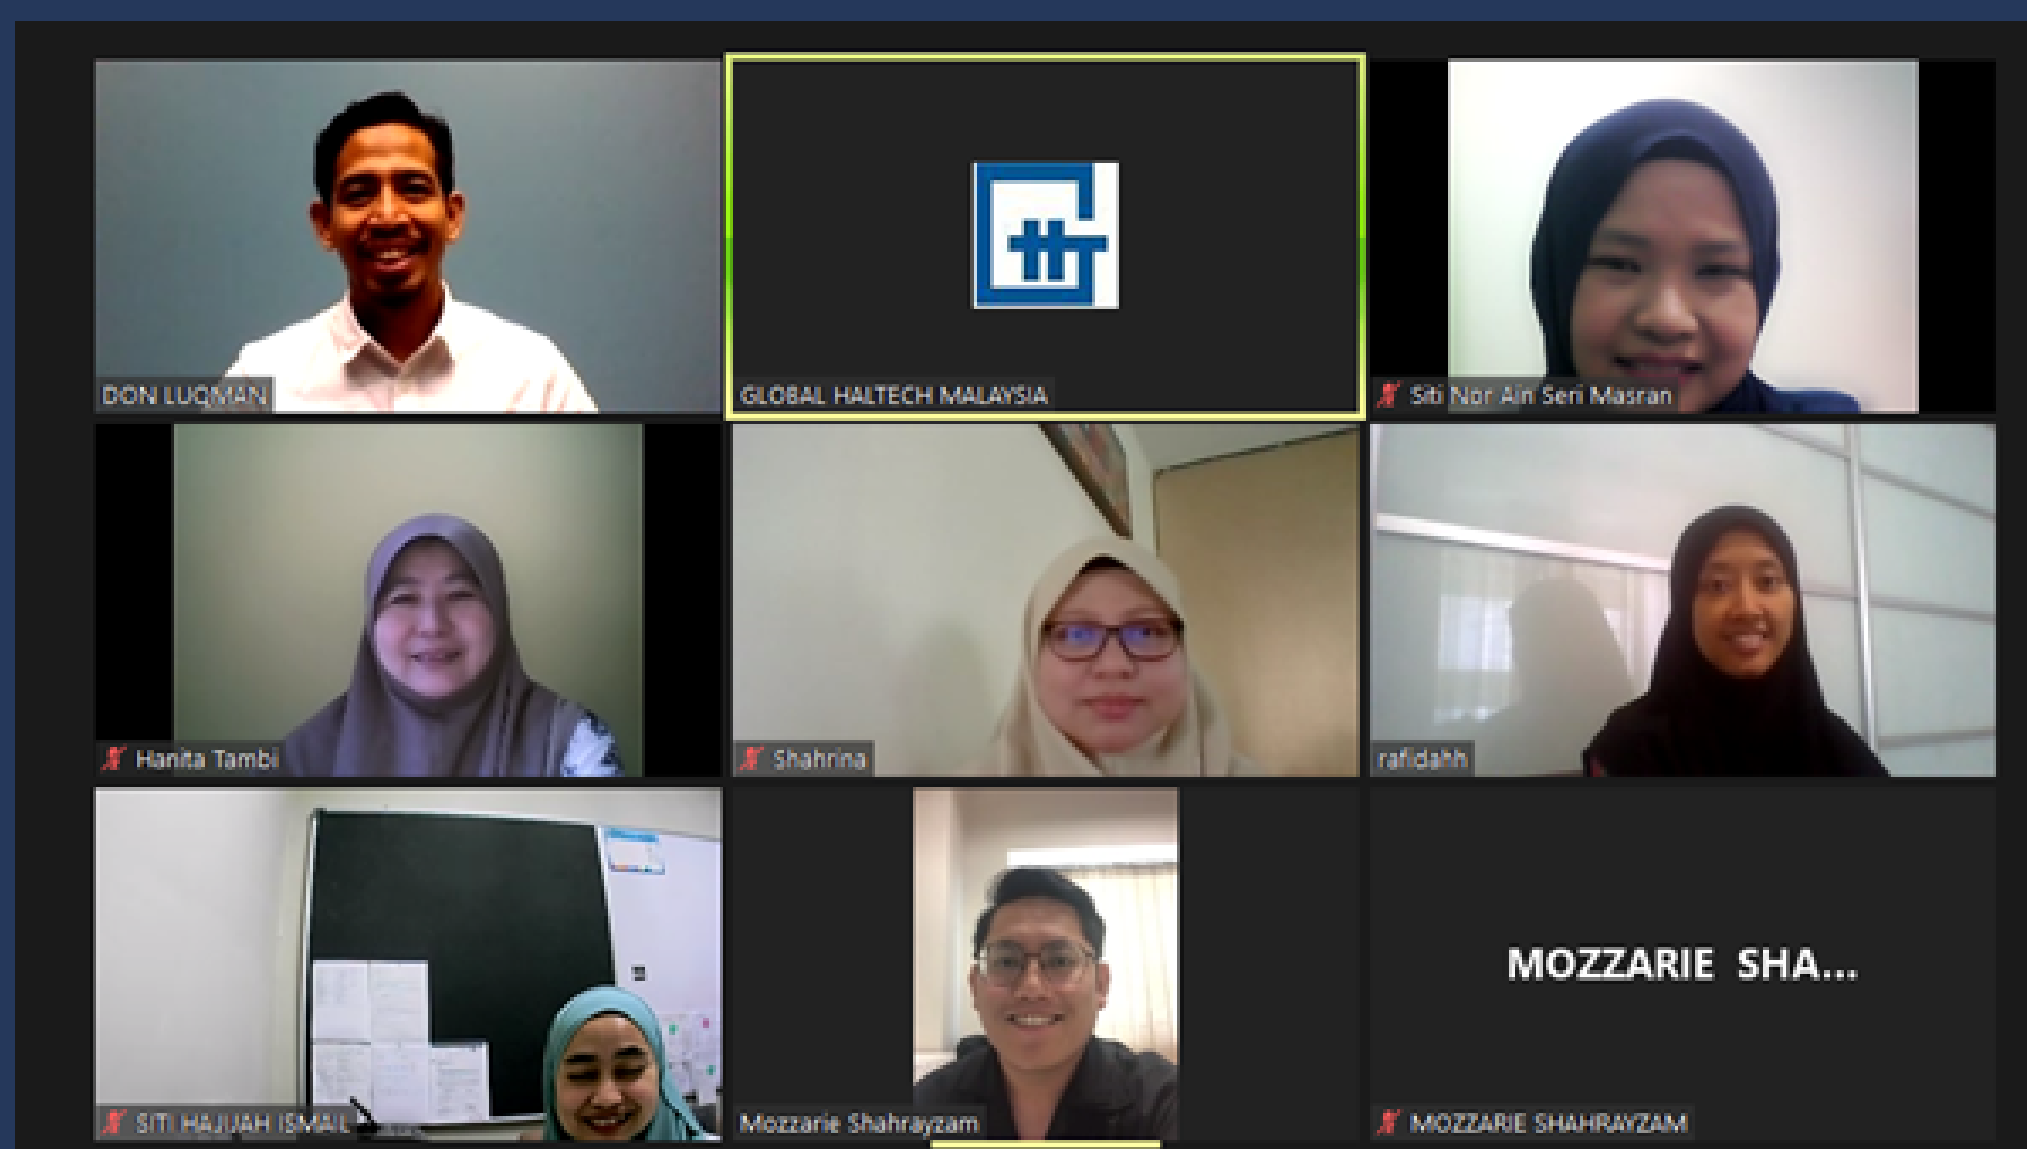 DON LUQMAN
GLOBAL HALTECH MALAYSIA
Siti Nor Ain Seri Masran
Hanita Tambi
Shahrina
rafidahh
SITI HAJIJAH ISMAIL
Mozzarie Shahrayzam
MOZZARIE SHA...
MOZZARIE SHAHRAYZAM